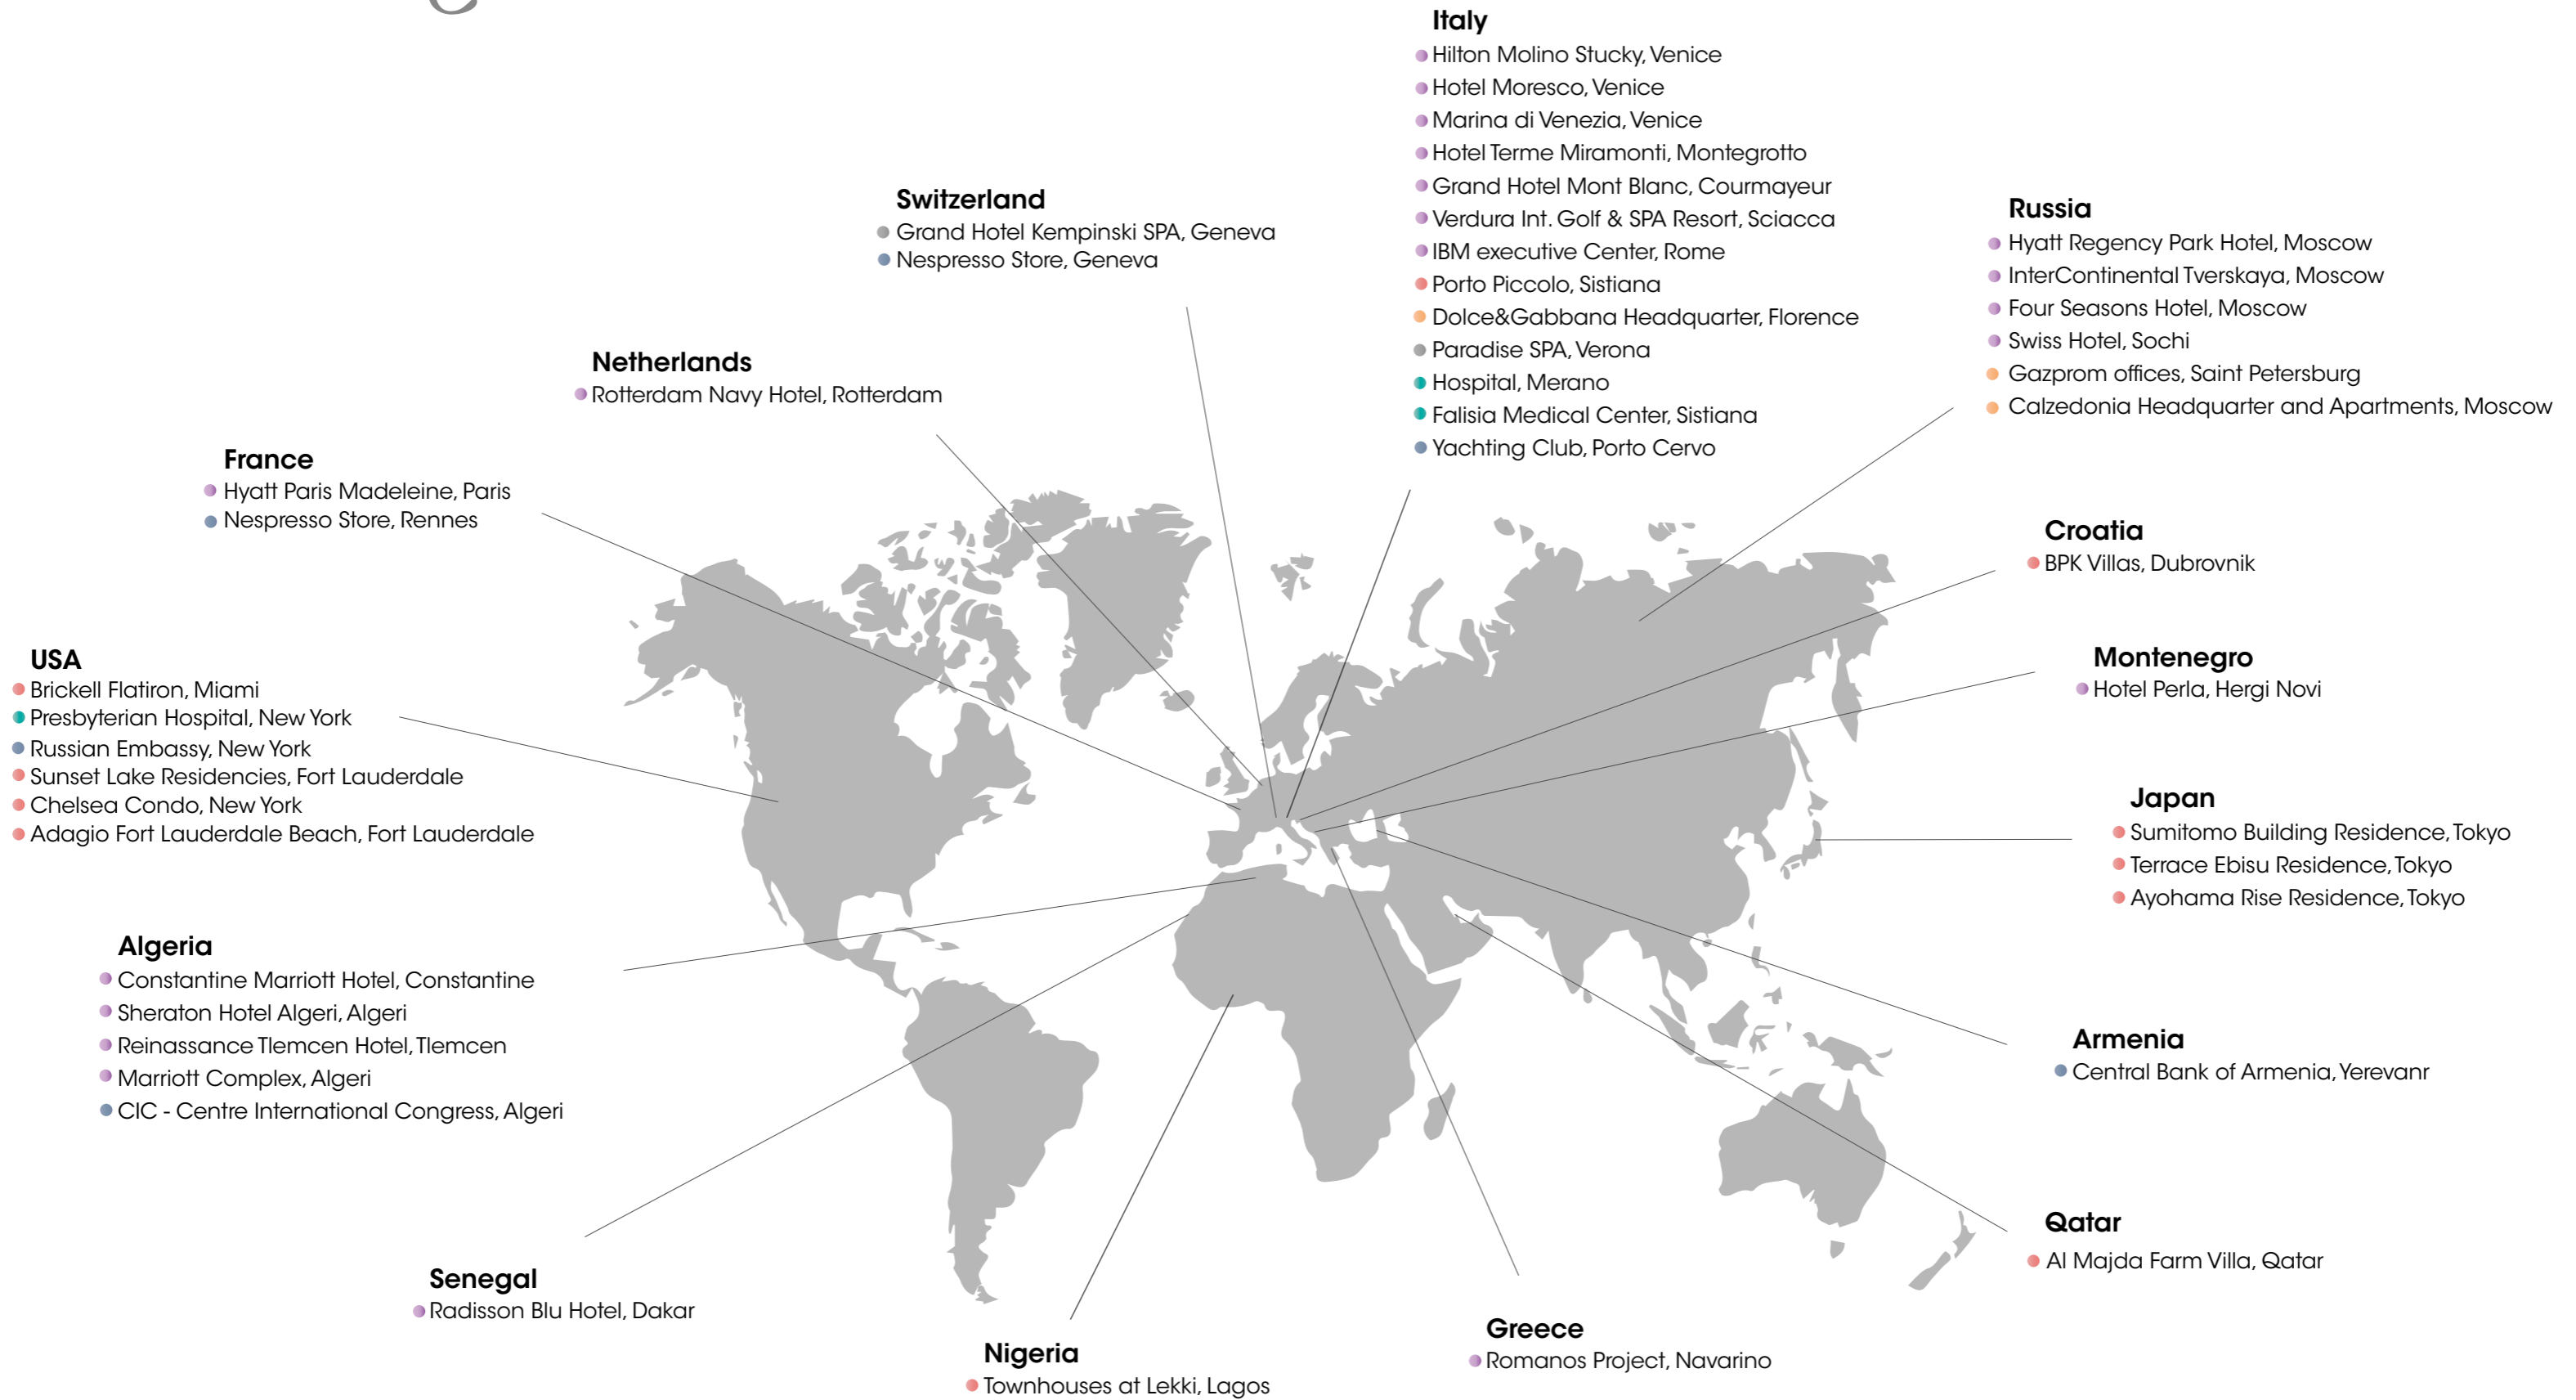 Italy
Hilton Molino Stucky, Venice
Hotel Moresco, Venice
Marina di Venezia, Venice
Hotel Terme Miramonti, Montegrotto
Grand Hotel Mont Blanc, Courmayeur
Verdura Int. Golf & SPA Resort, Sciacca
IBM executive Center, Rome
Porto Piccolo, Sistiana
Dolce&Gabbana Headquarter, Florence
Paradise SPA, Verona
Hospital, Merano
Falisia Medical Center, Sistiana
Yachting Club, Porto Cervo
Switzerland
Grand Hotel Kempinski SPA, Geneva
Nespresso Store, Geneva
Russia
Hyatt Regency Park Hotel, Moscow
InterContinental Tverskaya, Moscow
Four Seasons Hotel, Moscow
Swiss Hotel, Sochi
Gazprom offices, Saint Petersburg
Calzedonia Headquarter and Apartments, Moscow
Netherlands
Rotterdam Navy Hotel, Rotterdam
France
Hyatt Paris Madeleine, Paris
Nespresso Store, Rennes
Croatia
BPK Villas, Dubrovnik
USA
Brickell Flatiron, Miami
Presbyterian Hospital, New York
Russian Embassy, New York
Sunset Lake Residencies, Fort Lauderdale
Chelsea Condo, New York
Adagio Fort Lauderdale Beach, Fort Lauderdale
Montenegro
Hotel Perla, Hergi Novi
Japan
Sumitomo Building Residence, Tokyo
Terrace Ebisu Residence, Tokyo
Ayohama Rise Residence, Tokyo
Algeria
Constantine Marriott Hotel, Constantine
Sheraton Hotel Algeri, Algeri
Reinassance Tlemcen Hotel, Tlemcen
Marriott Complex, Algeri
CIC - Centre International Congress, Algeri
Armenia
Central Bank of Armenia, Yerevanr
Qatar
Al Majda Farm Villa, Qatar
Senegal
Radisson Blu Hotel, Dakar
Nigeria
Townhouses at Lekki, Lagos
Greece
Romanos Project, Navarino